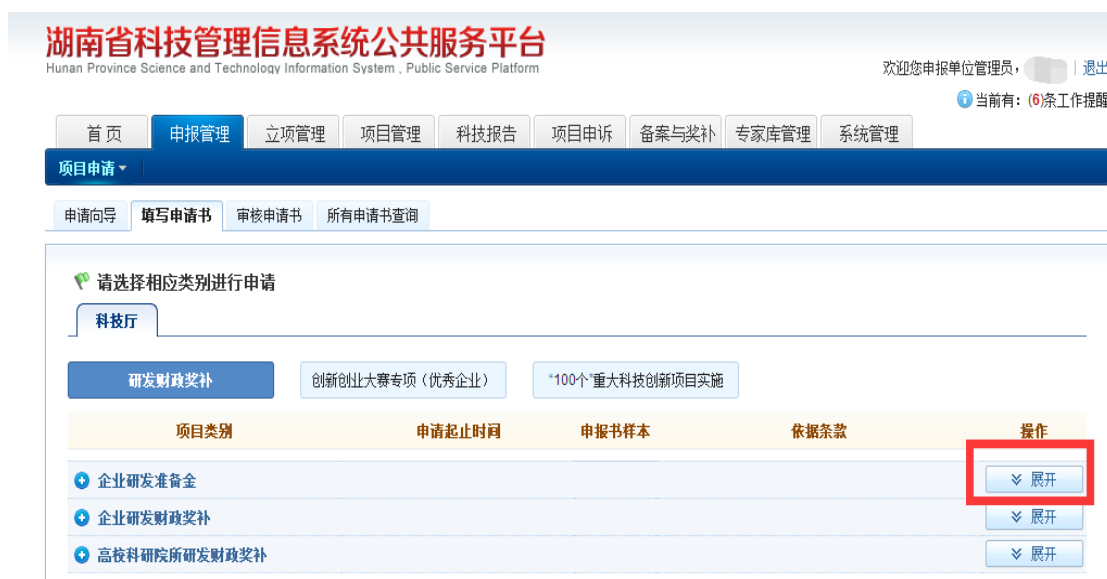 湖南省科技管理信息系统公共服务平台
Hunan Province Science and Technology Information System , Public Service Platform
欢迎您申报单位管理员， | 退出
当前有：(6)条工作提醒
首页 申报管理 立项管理 项目管理 科技报告 项目申诉 备案与奖补 专家库管理 系统管理
项目申请
申请向导 填写申请书 审核申请书 所有申请书查询
请选择相应类别进行申请
科技厅
研发财政奖补 创新创业大赛专项（优秀企业） “100个”重大科技创新项目实施
项目类别 申请起止时间 申报书样本 依据条款 操作
企业研发准备金 展开
企业研发财政奖补 展开
高校科研院所研发财政奖补 展开